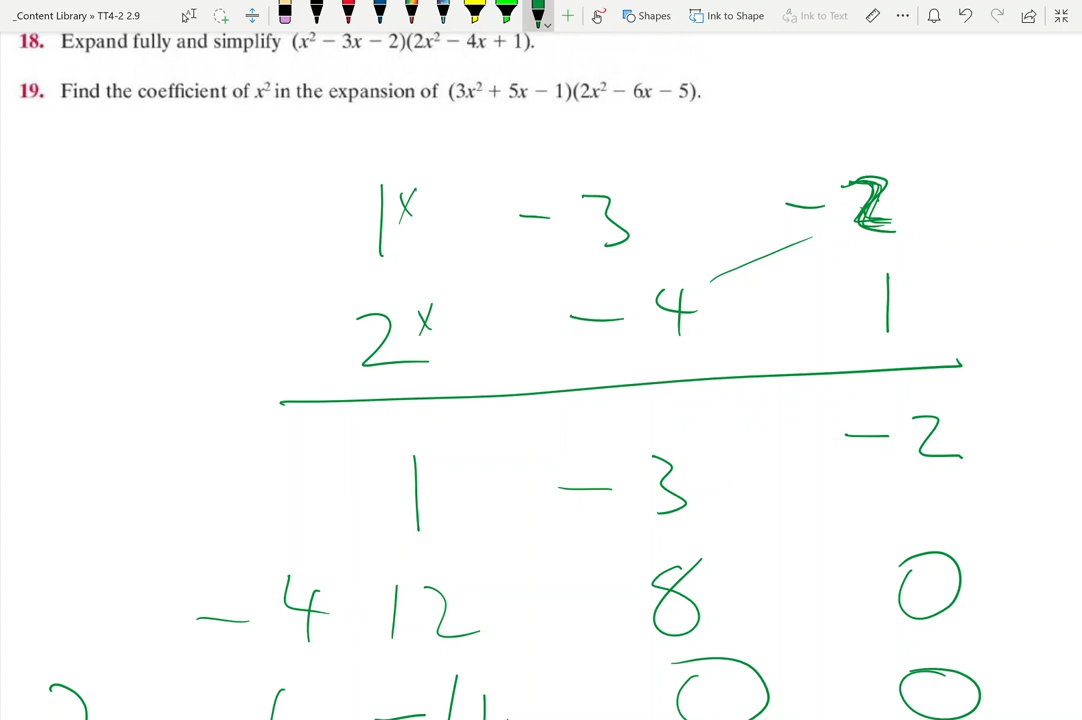 _Content Library » TT4-2 2.9 Shapes Ink to Shape Ink to Text
18. Expand fully and simplify (x² − 3x − 2)(2x² − 4x + 1).
19. Find the coefficient of x² in the expansion of (3x² + 5x − 1)(2x² − 6x − 5).
1x − 3 − 2
2x − 4 1
− 2
1 − 3
− 4 12 8 0
0 0